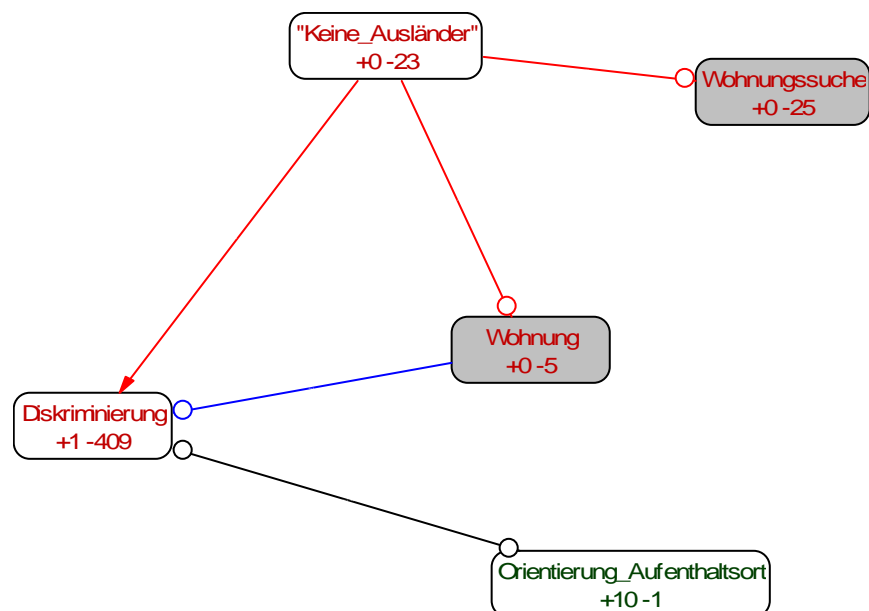 "Keine_Ausländer"
+0 -23
Wohnungssuche
+0 -25
Wohnung
+0 -5
Diskriminierung
+1 -409
Orientierung_Aufenthaltsort
+10 -1